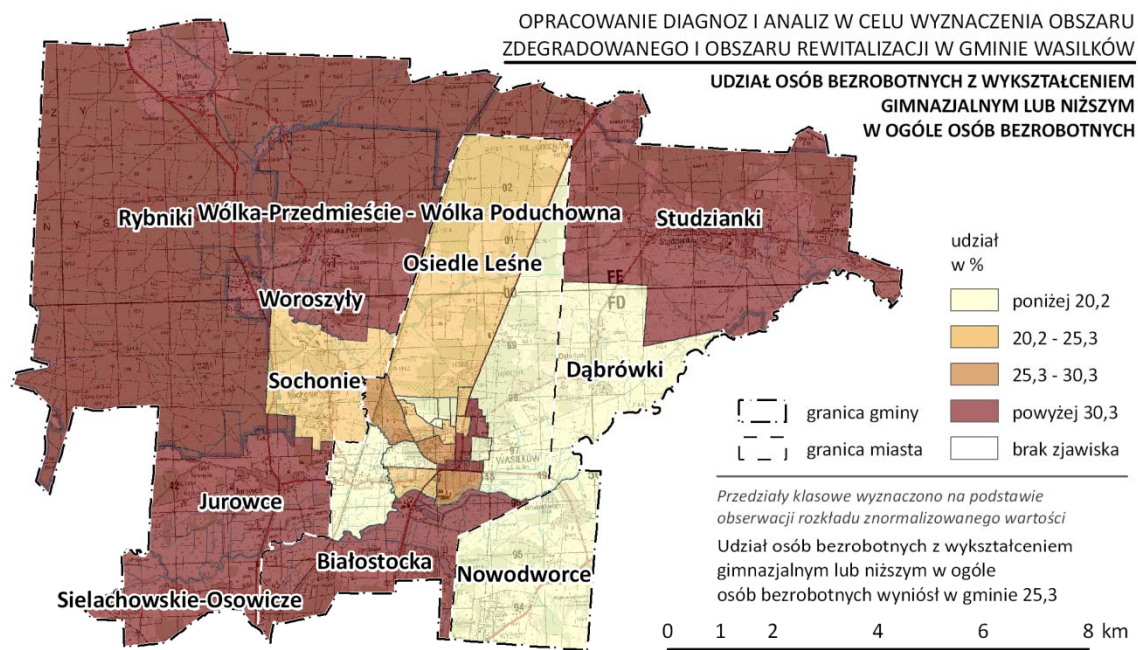 OPRACOWANIE DIAGNOZ I ANALIZ W CELU WYZNACZENIA OBSZARU
ZDEGRADOWANEGO I OBSZARU REWITALIZACJI W GMINIE WASILKÓW
UDZIAŁ OSÓB BEZROBOTNYCH Z WYKSZTAŁCENIEM
GIMNAZJALNYM LUB NIŻSZYM
W OGÓLE OSÓB BEZROBOTNYCH
Rybniki
Wólka-Przedmieście - Wólka Poduchowna
Studzianki
Osiedle Leśne
Woroszyły
FE
FD
Dąbrówki
Sochonie
WASILKÓW
Jurowce
Białostocka
Nowodworce
Sielachowskie-Osowicze
udział
w %
poniżej 20,2
20,2 - 25,3
25,3 - 30,3
powyżej 30,3
brak zjawiska
granica gminy
granica miasta
Przedziały klasowe wyznaczono na podstawie
obserwacji rozkładu znormalizowanego wartości
Udział osób bezrobotnych z wykształceniem
gimnazjalnym lub niższym w ogóle
osób bezrobotnych wyniósł w gminie 25,3
0 1 2 4 6 8 km